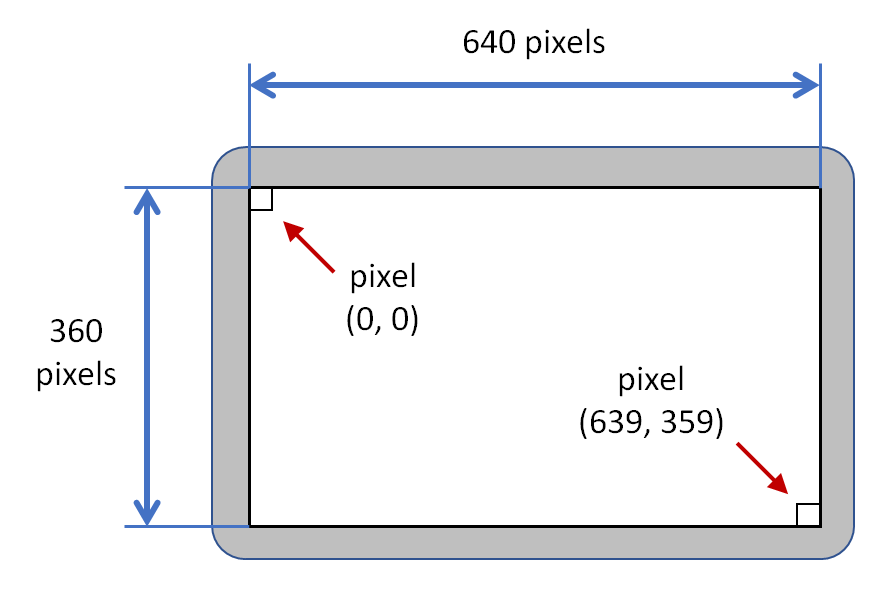 640 pixels
pixel
(0, 0)
360
pixels
pixel
(639, 359)